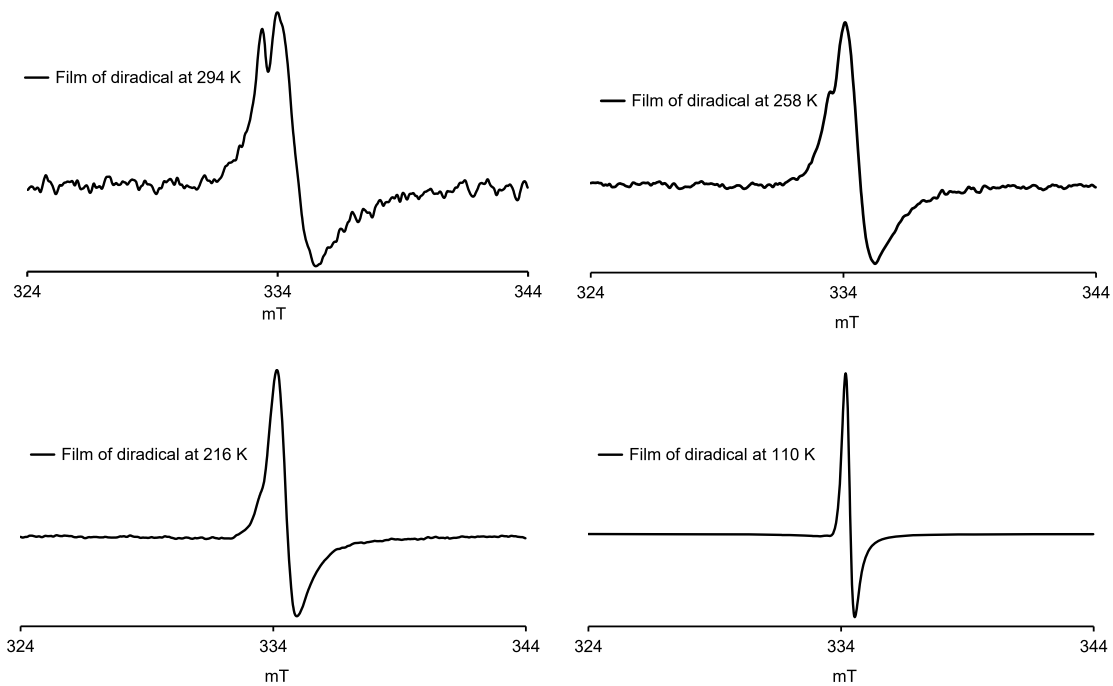 Film of diradical at 294 K
324 334 344
mT
Film of diradical at 258 K
324 334 344
mT
Film of diradical at 216 K
324 334 344
mT
Film of diradical at 110 K
324 334 344
mT